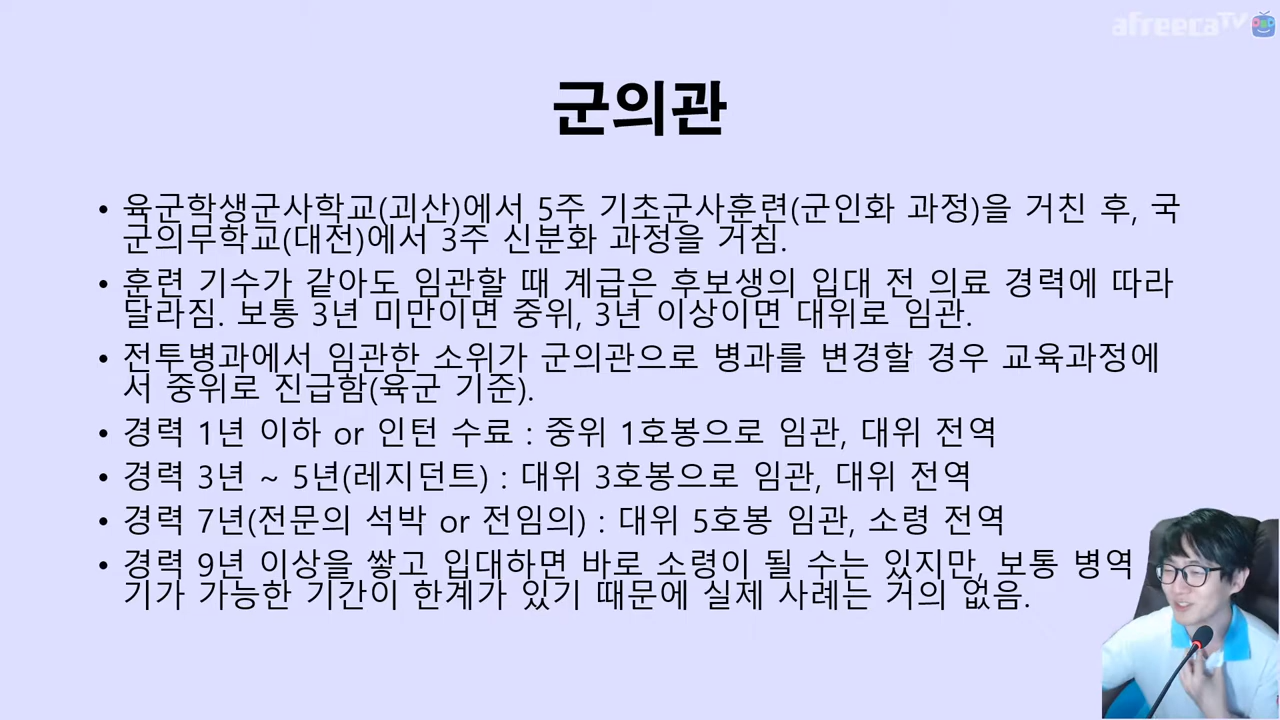 afreecaTV
군의관
• 육군학생군사학교(괴산)에서 5주 기초군사훈련(군인화 과정)을 거친 후, 국
군의무학교(대전)에서 3주 신분화 과정을 거침.
• 훈련 기수가 같아도 임관할 때 계급은 후보생의 입대 전 의료 경력에 따라
달라짐. 보통 3년 미만이면 중위, 3년 이상이면 대위로 임관.
• 전투병과에서 임관한 소위가 군의관으로 병과를 변경할 경우 교육과정에
서 중위로 진급함(육군 기준).
• 경력 1년 이하 or 인턴 수료 : 중위 1호봉으로 임관, 대위 전역
• 경력 3년 ~ 5년(레지던트) : 대위 3호봉으로 임관, 대위 전역
• 경력 7년(전문의 석박 or 전임의) : 대위 5호봉 임관, 소령 전역
• 경력 9년 이상을 쌓고 입대하면 바로 소령이 될 수는 있지만, 보통 병역
기가 가능한 기간이 한계가 있기 때문에 실제 사례는 거의 없음.